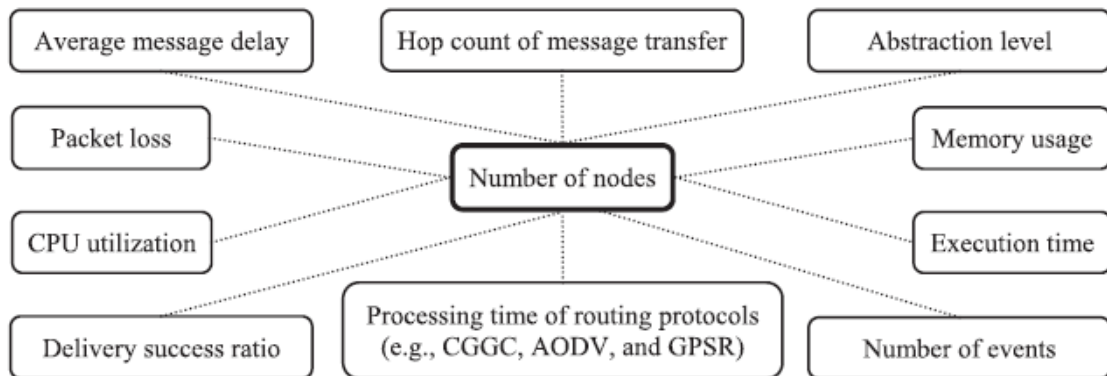 Average message delay
Hop count of message transfer
Abstraction level
Packet loss
Memory usage
Number of nodes
CPU utilization
Execution time
Processing time of routing protocols
(e.g., CGGC, AODV, and GPSR)
Delivery success ratio
Number of events